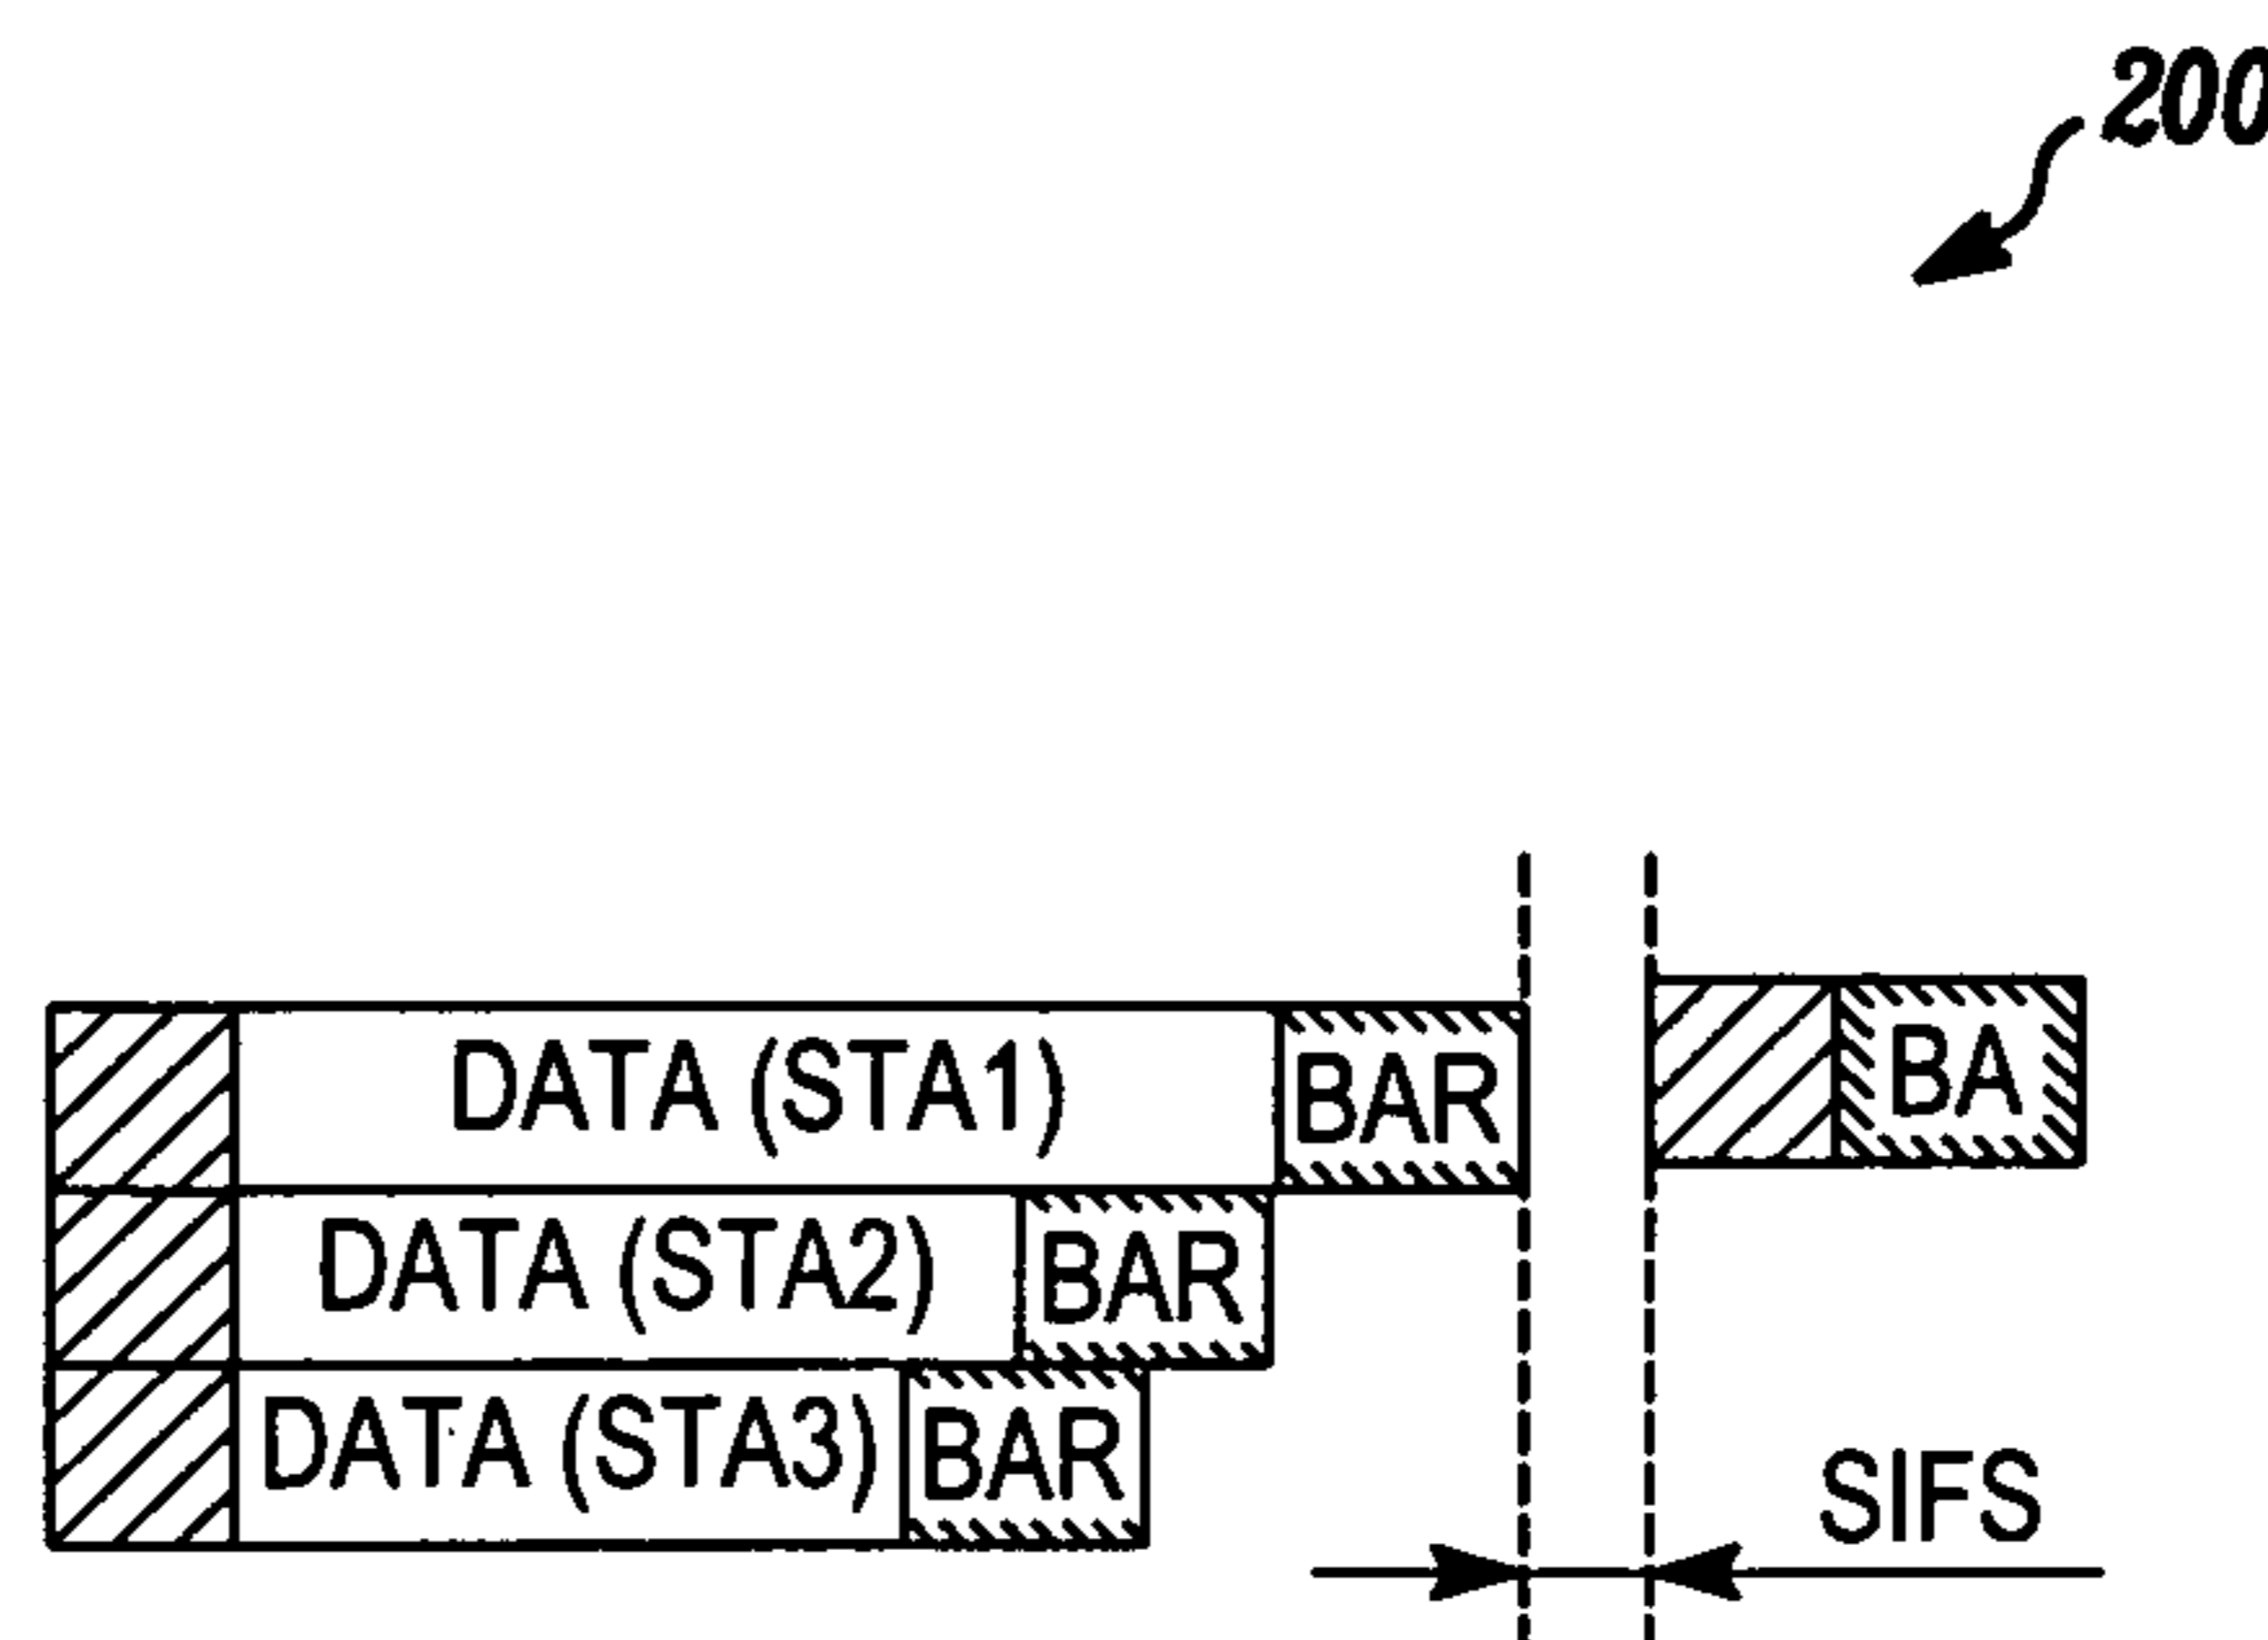 200
DATA (STA1) BAR BA
DATA (STA2) BAR
DATA (STA3) BAR
SIFS